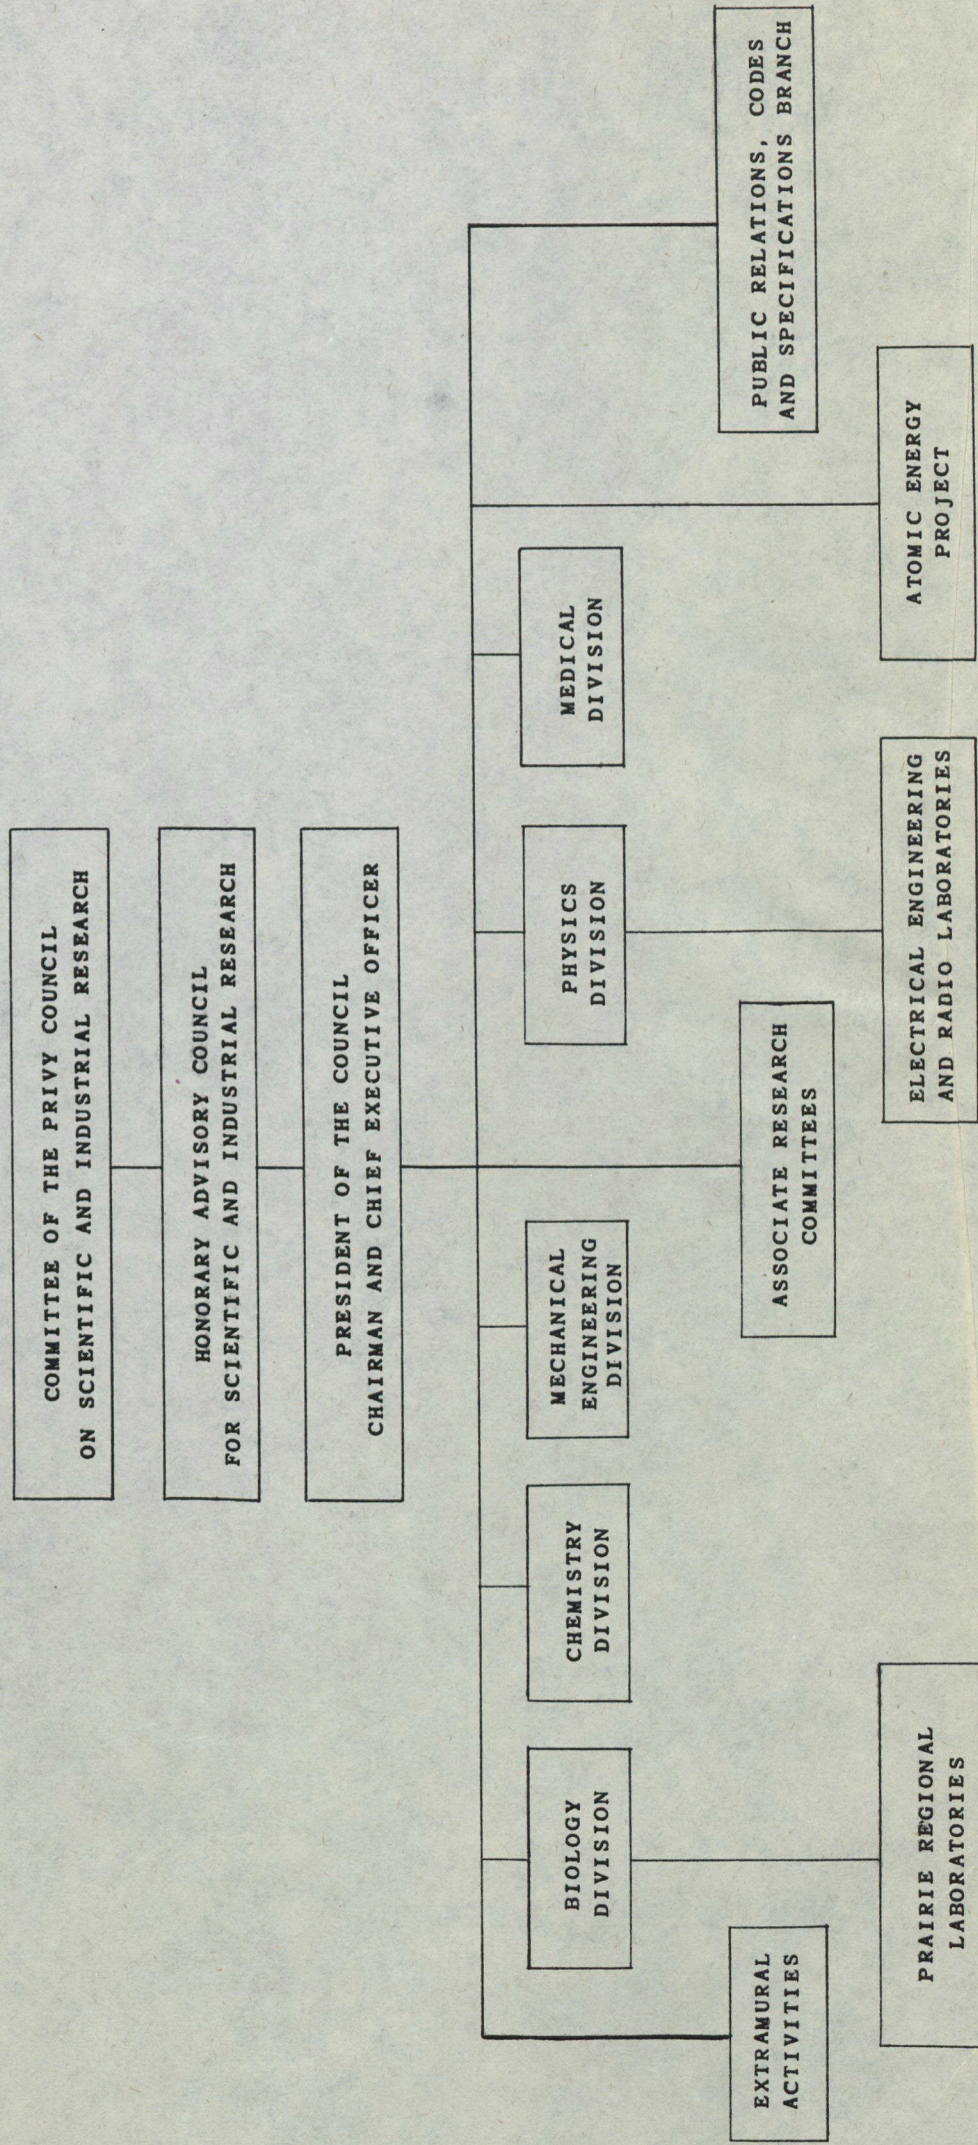 COMMITTEE OF THE PRIVY COUNCIL
ON SCIENTIFIC AND INDUSTRIAL RESEARCH
HONORARY ADVISORY COUNCIL
FOR SCIENTIFIC AND INDUSTRIAL RESEARCH
PRESIDENT OF THE COUNCIL
CHAIRMAN AND CHIEF EXECUTIVE OFFICER
BIOLOGY
DIVISION
CHEMISTRY
DIVISION
MECHANICAL
ENGINEERING
DIVISION
PHYSICS
DIVISION
MEDICAL
DIVISION
EXTRAMURAL
ACTIVITIES
ASSOCIATE RESEARCH
COMMITTEES
PUBLIC RELATIONS, CODES
AND SPECIFICATIONS BRANCH
PRAIRIE REGIONAL
LABORATORIES
ELECTRICAL ENGINEERING
AND RADIO LABORATORIES
ATOMIC ENERGY
PROJECT